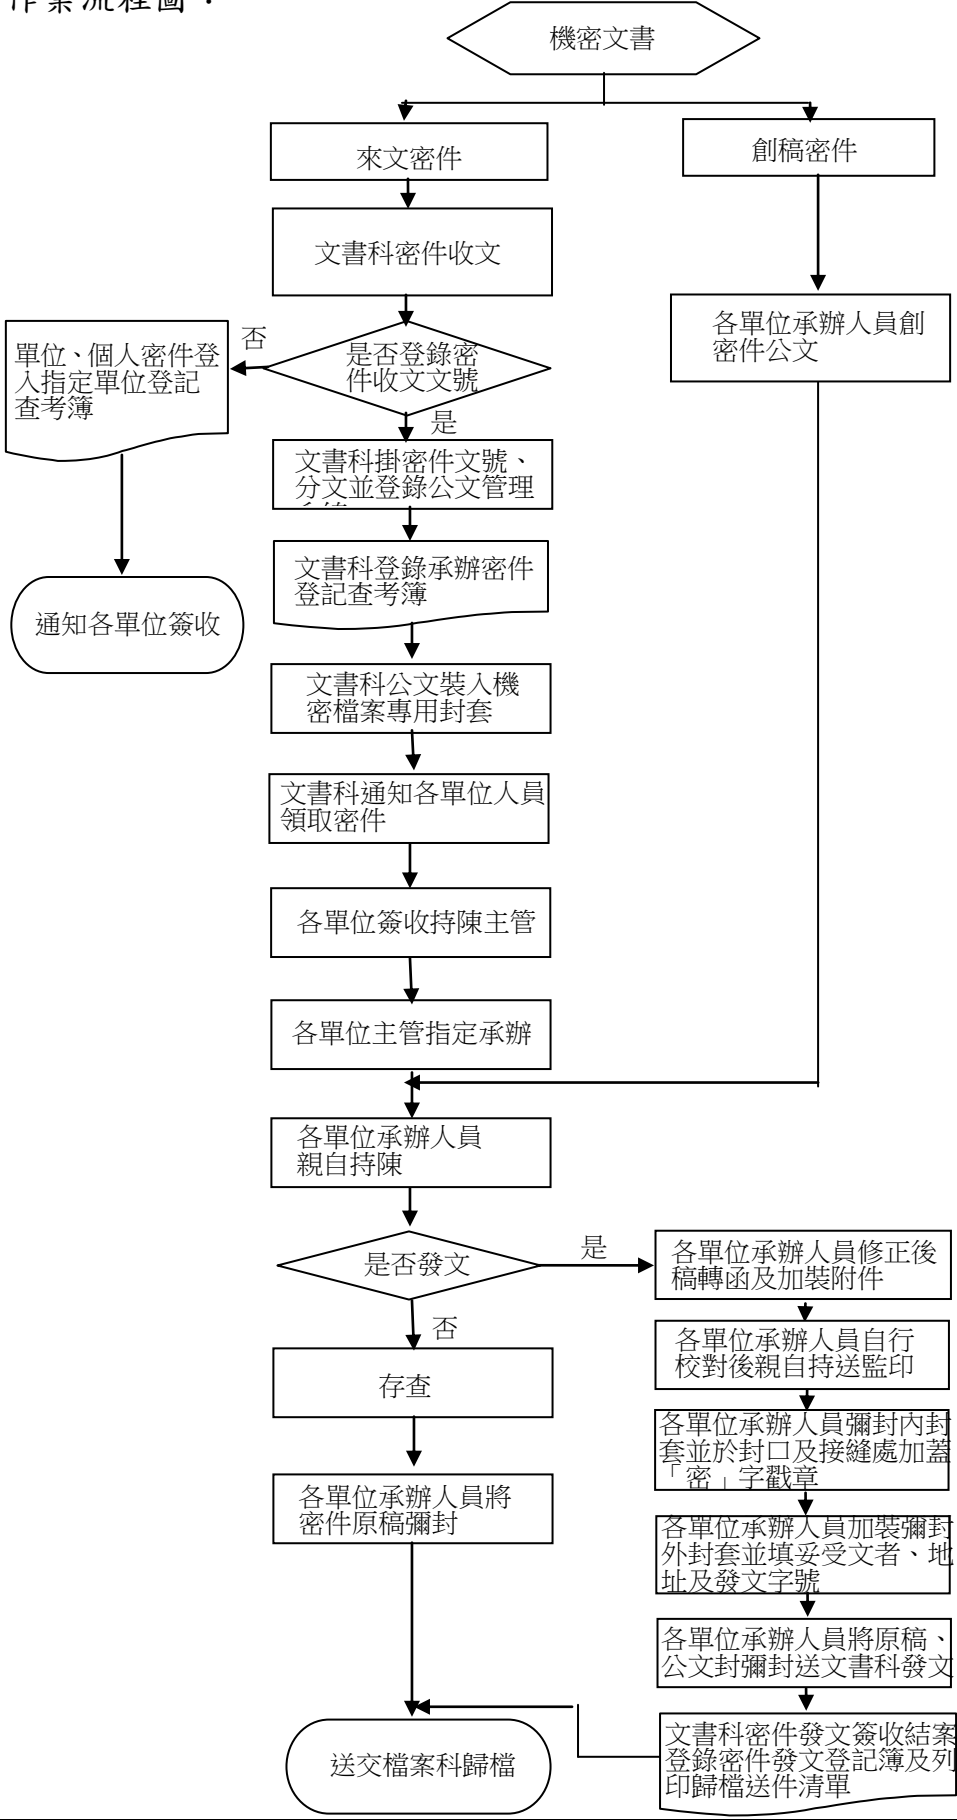 作業流程圖：
機密文書
來文密件
創稿密件
文書科密件收文
各單位承辦人員創
密件公文
是否登錄密
件收文文號
否
單位、個人密件登
入指定單位登記
查考簿
是
文書科掛密件文號、
分文並登錄公文管理
文書科登錄承辦密件
登記查考簿
通知各單位簽收
文書科公文裝入機
密檔案專用封套
文書科通知各單位人員
領取密件
各單位簽收持陳主管
各單位主管指定承辦
各單位承辦人員
親自持陳
是否發文
是
各單位承辦人員修正後
稿轉函及加裝附件
否
各單位承辦人員自行
校對後親自持送監印
存查
各單位承辦人員彌封內封
套並於封口及接縫處加蓋
「密」字戳章
各單位承辦人員將
密件原稿彌封
各單位承辦人員加裝彌封
外封套並填妥受文者、地
址及發文字號
各單位承辦人員將原稿、
公文封彌封送文書科發文
文書科密件發文簽收結案
登錄密件發文登記簿及列
印歸檔送件清單
送交檔案科歸檔